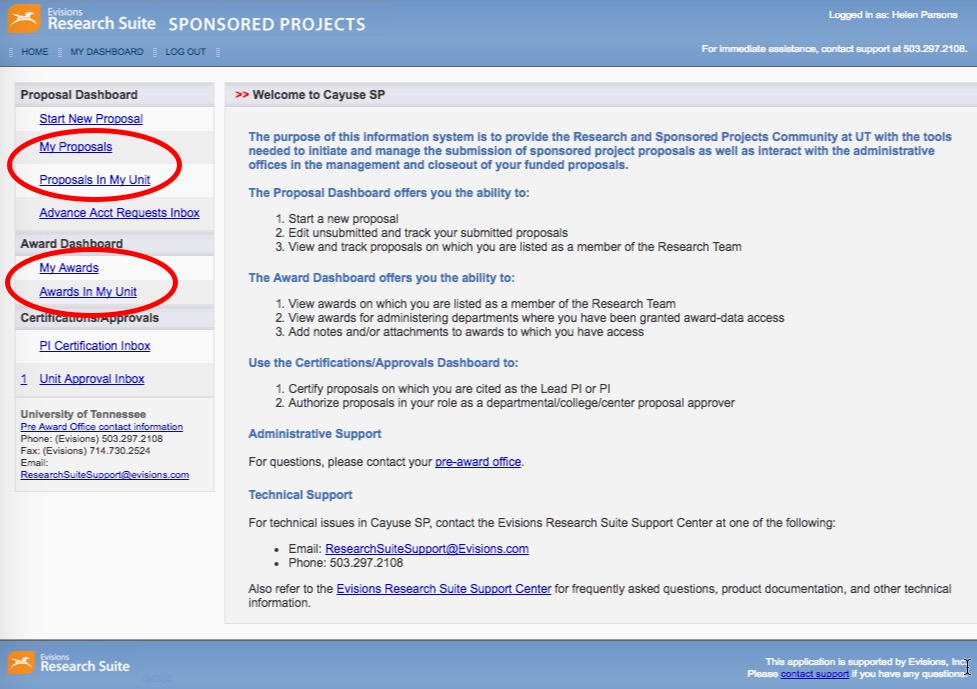 Evisions
Research Suite SPONSORED PROJECTS
Logged in as: Helen Parsons
HOME MY DASHBOARD LOG OUT
For immediate assistance, contact support at 503.297.2108.
Proposal Dashboard
Start New Proposal
My Proposals
Proposals In My Unit
Advance Acct Requests Inbox
Award Dashboard
My Awards
Awards In My Unit
Certifications/Approvals
PI Certification Inbox
1 Unit Approval Inbox
University of Tennessee
Pre Award Office contact information
Phone: (Evisions) 503.297.2108
Fax: (Evisions) 714.730.2524
Email:
ResearchSuiteSupport@evisions.com
>> Welcome to Cayuse SP
The purpose of this information system is to provide the Research and Sponsored Projects Community at UT with the tools
needed to initiate and manage the submission of sponsored project proposals as well as interact with the administrative
offices in the management and closeout of your funded proposals.
The Proposal Dashboard offers you the ability to:
1. Start a new proposal
2. Edit unsubmitted and track your submitted proposals
3. View and track proposals on which you are listed as a member of the Research Team
The Award Dashboard offers you the ability to:
1. View awards on which you are listed as a member of the Research Team
2. View awards for administering departments where you have been granted award-data access
3. Add notes and/or attachments to awards to which you have access
Use the Certifications/Approvals Dashboard to:
1. Certify proposals on which you are cited as the Lead PI or PI
2. Authorize proposals in your role as a departmental/college/center proposal approver
Administrative Support
For questions, please contact your pre-award office.
Technical Support
For technical issues in Cayuse SP, contact the Evisions Research Suite Support Center at one of the following:
• Email: ResearchSuiteSupport@Evisions.com
• Phone: 503.297.2108
Also refer to the Evisions Research Suite Support Center for frequently asked questions, product documentation, and other technical
information.
Evisions
Research Suite
This application is supported by Evisions, Inc.
Please contact support if you have any questions.